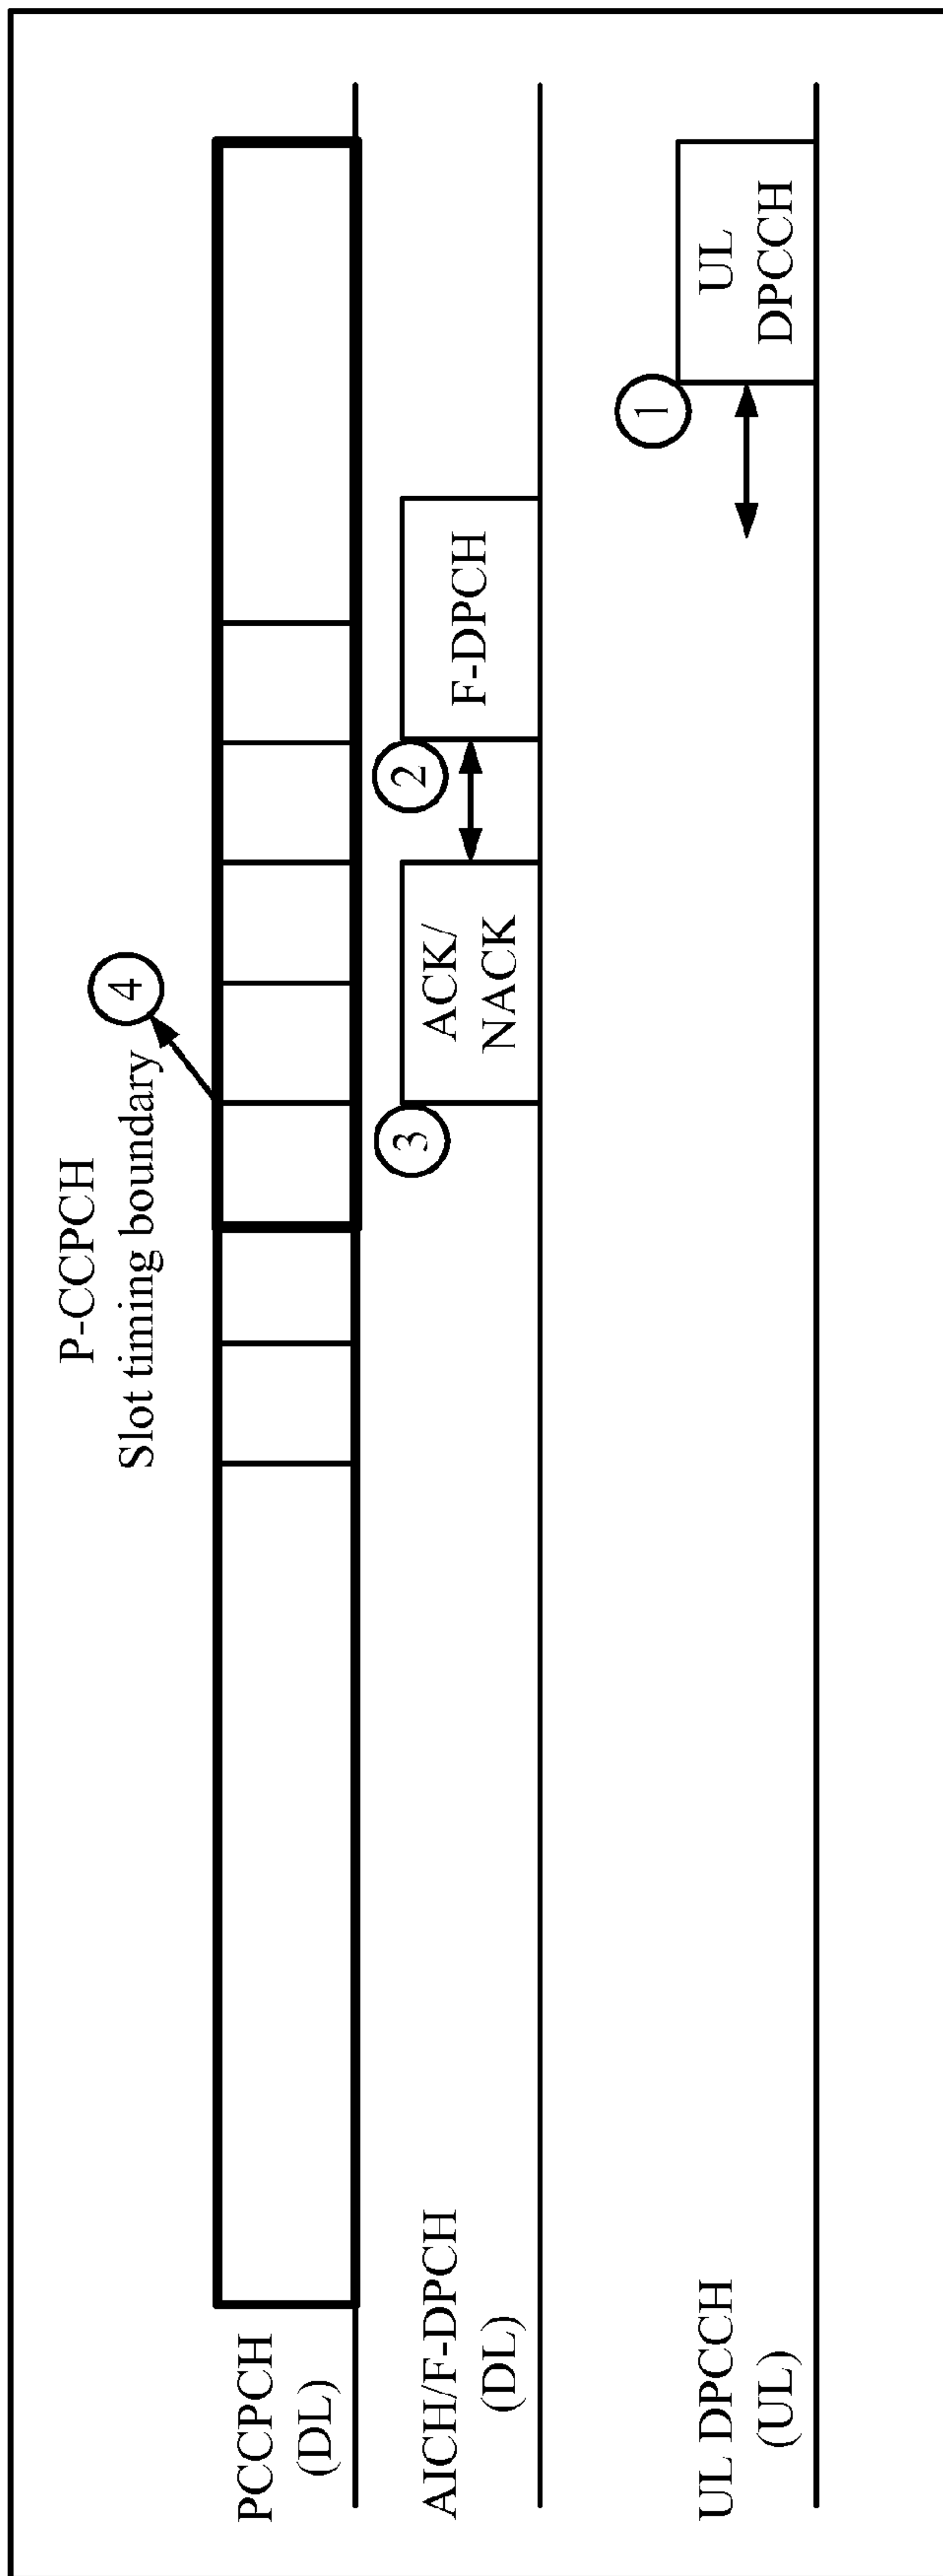 P-CCPCH
Slot timing boundary
4
PCCPCH
(DL)
AICH/F-DPCH
(DL)
3
ACK/
NACK
2
F-DPCH
UL DPCCH
(UL)
1
UL
DPCCH